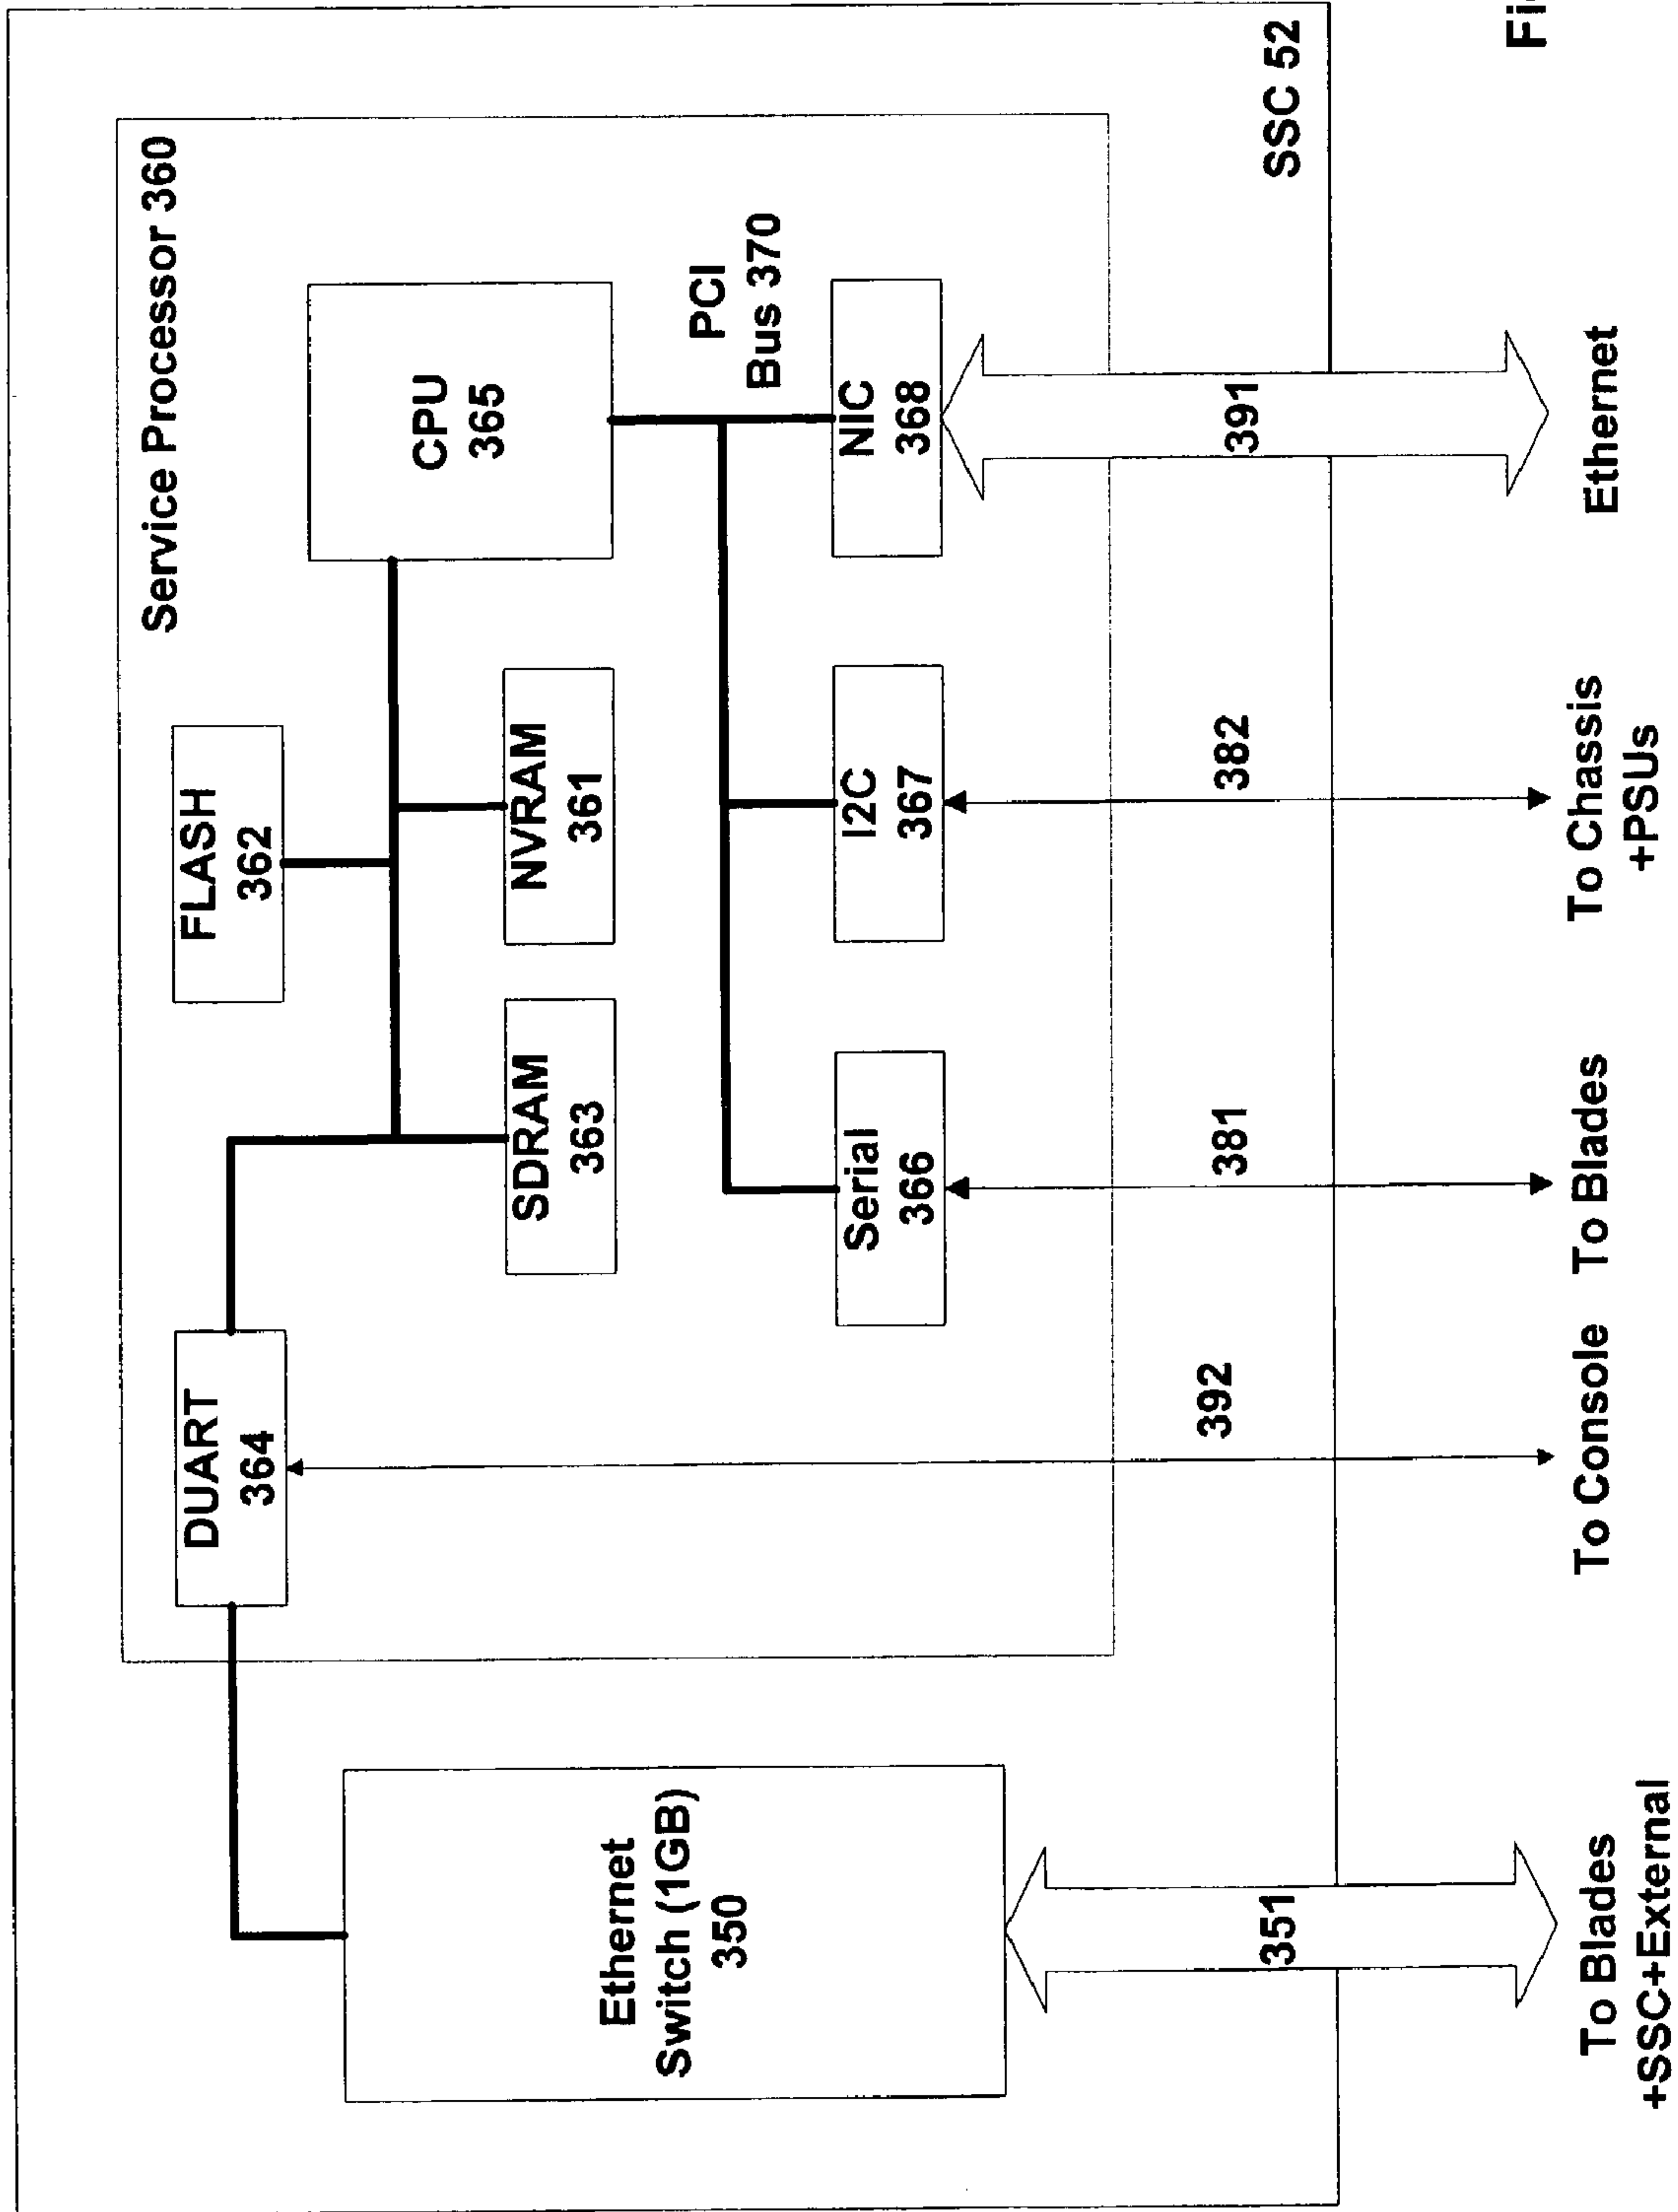 Service Processor 360
DUART
364
FLASH
362
SDRAM
363
NVRAM
361
CPU
365
PCI
Bus 370
Ethernet
Switch (1GB)
350
Serial
366
I2C
367
NIC
368
SSC 52
351
392
381
382
391
To Blades
+SSC+External
To Console
To Blades
To Chassis
+PSUs
Ethernet